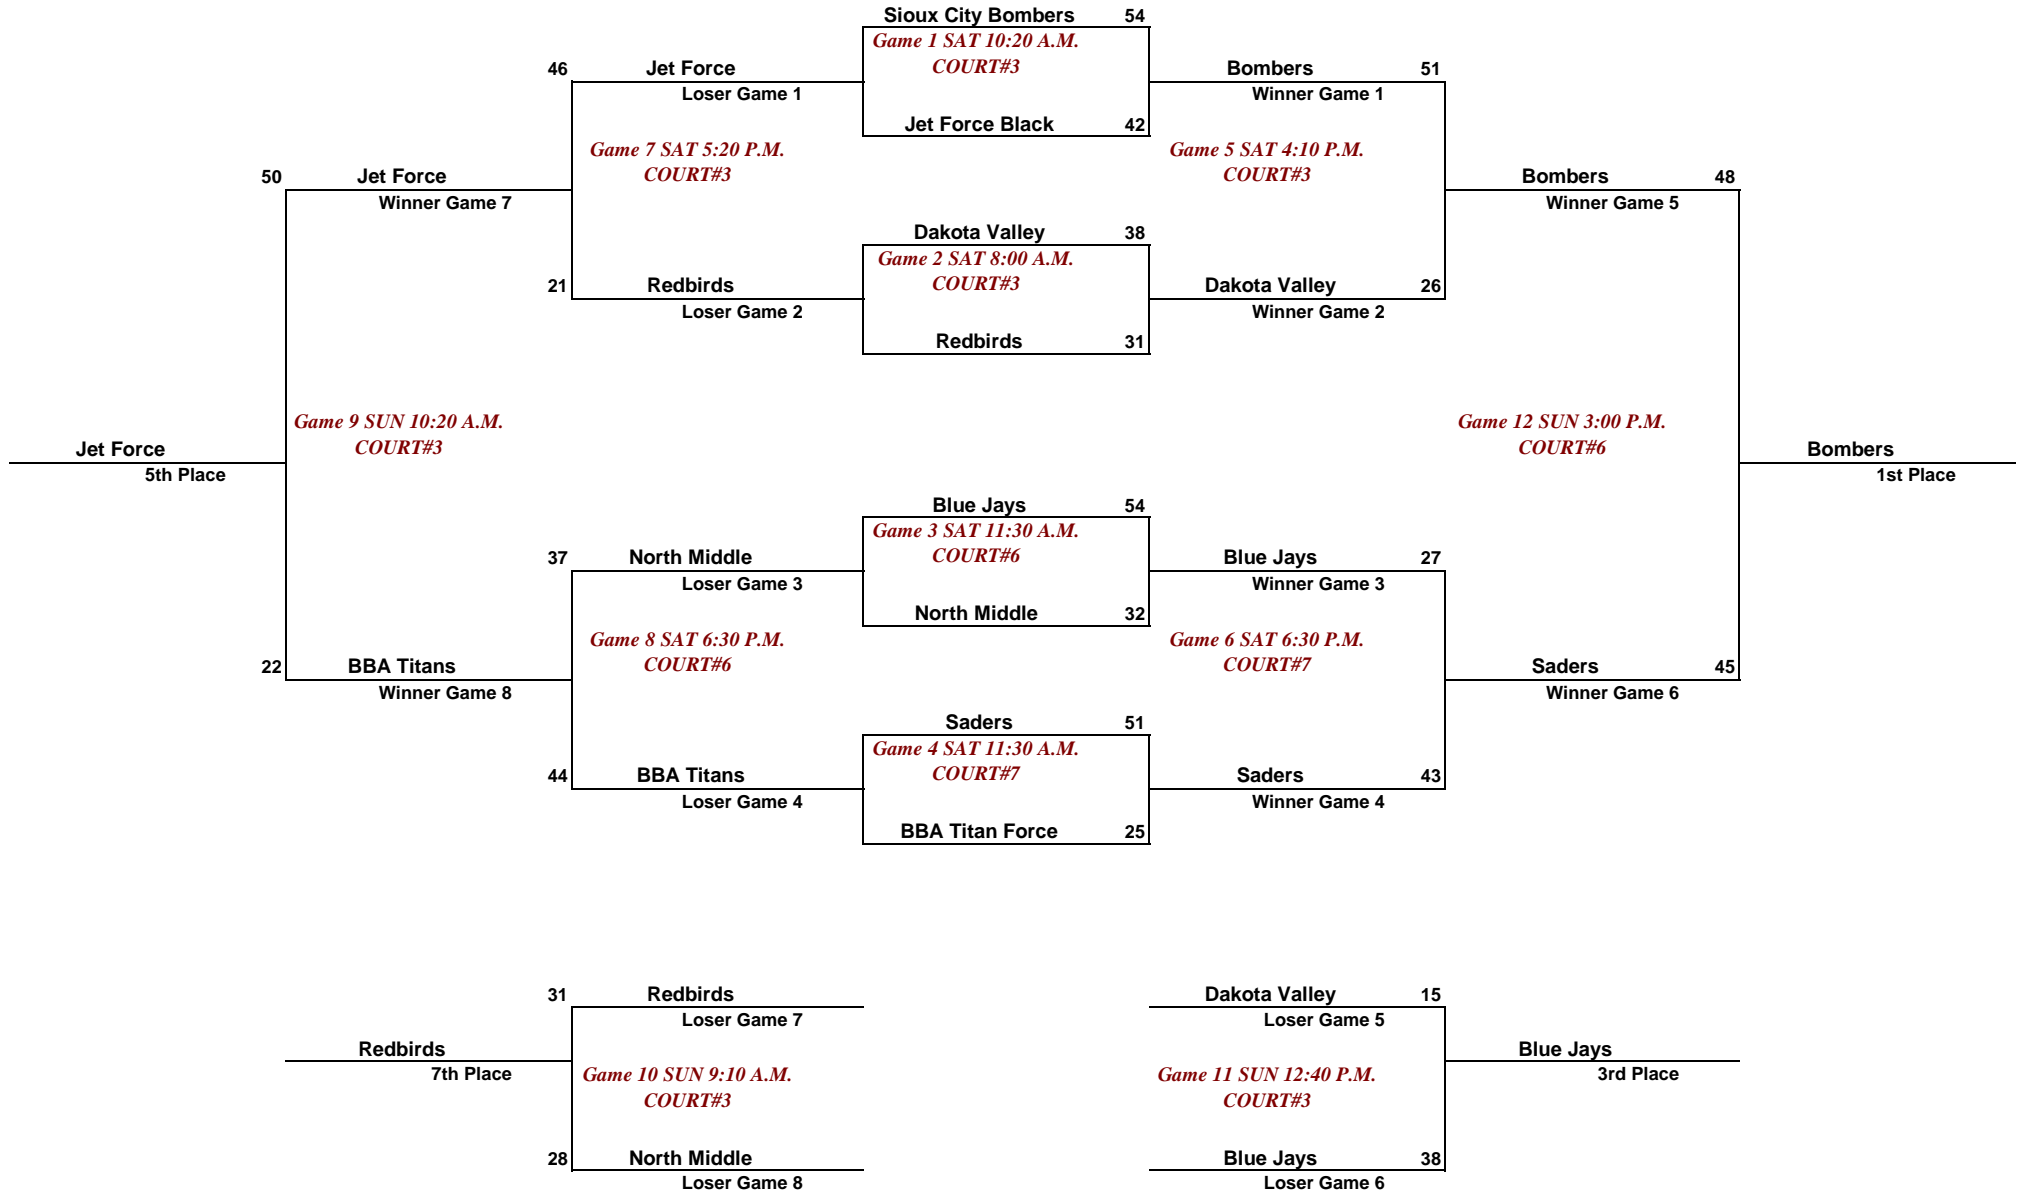 Sioux City Bombers 54
Game 1 SAT 10:20 A.M.
COURT#3
46 Jet Force
Loser Game 1
Bombers 51
Winner Game 1
Jet Force Black 42
Game 7 SAT 5:20 P.M.
COURT#3
Game 5 SAT 4:10 P.M.
COURT#3
50 Jet Force
Winner Game 7
Bombers 48
Winner Game 5
Dakota Valley 38
Game 2 SAT 8:00 A.M.
COURT#3
21 Redbirds
Loser Game 2
Dakota Valley 26
Winner Game 2
Redbirds 31
Game 9 SUN 10:20 A.M.
COURT#3
Game 12 SUN 3:00 P.M.
COURT#6
Jet Force
5th Place
Bombers
1st Place
Blue Jays 54
Game 3 SAT 11:30 A.M.
COURT#6
37 North Middle
Loser Game 3
Blue Jays 27
Winner Game 3
North Middle 32
Game 8 SAT 6:30 P.M.
COURT#6
Game 6 SAT 6:30 P.M.
COURT#7
22 BBA Titans
Winner Game 8
Saders 45
Winner Game 6
Saders 51
Game 4 SAT 11:30 A.M.
COURT#7
44 BBA Titans
Loser Game 4
Saders 43
Winner Game 4
BBA Titan Force 25
31 Redbirds
Loser Game 7
Dakota Valley 15
Loser Game 5
Redbirds
7th Place
Blue Jays
3rd Place
Game 10 SUN 9:10 A.M.
COURT#3
Game 11 SUN 12:40 P.M.
COURT#3
28 North Middle
Loser Game 8
Blue Jays 38
Loser Game 6